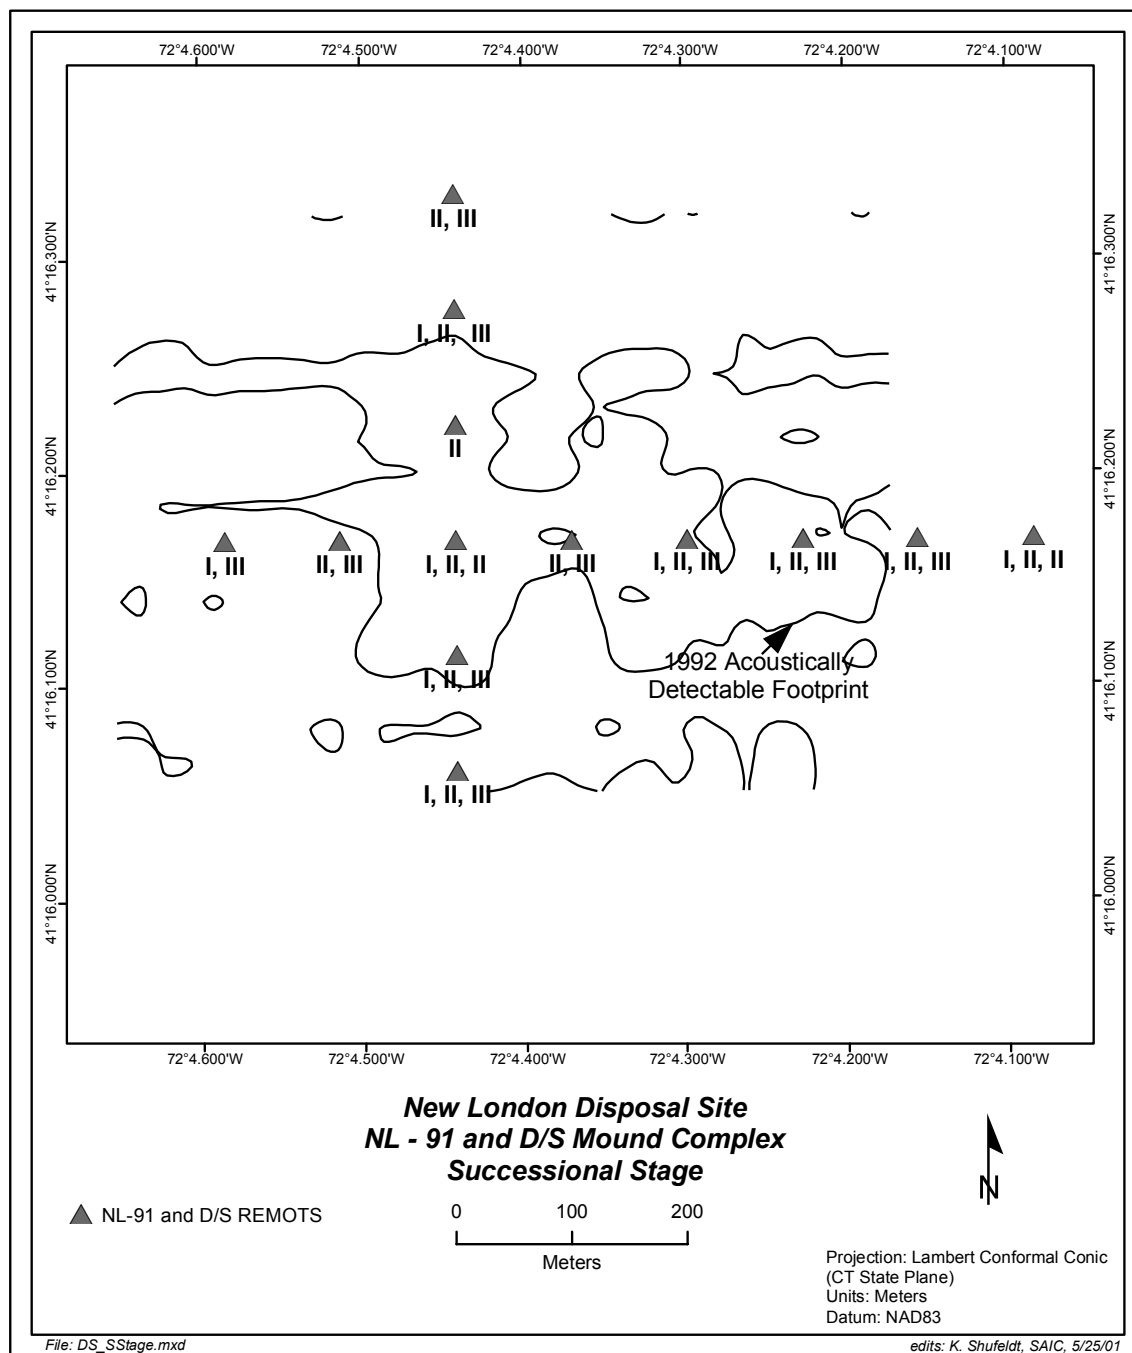 72°4.600'W 72°4.500'W 72°4.400'W 72°4.300'W 72°4.200'W 72°4.100'W
II, III
41°16.300'N 41°16.300'N
I, II, III
II
41°16.200'N 41°16.200'N
I, III II, III I, II, II II, III I, II, III I, II, III I, II, III I, II, II
1992 Acoustically
Detectable Footprint
I, II, III
41°16.100'N 41°16.100'N
I, II, III
41°16.000'N 41°16.000'N
72°4.600'W 72°4.500'W 72°4.400'W 72°4.300'W 72°4.200'W 72°4.100'W
New London Disposal Site
NL - 91 and D/S Mound Complex
Successional Stage
N
NL-91 and D/S REMOTS
0 100 200
Meters
Projection: Lambert Conformal Conic
(CT State Plane)
Units: Meters
Datum: NAD83
File: DS_SStage.mxd
edits: K. Shufeldt, SAIC, 5/25/01